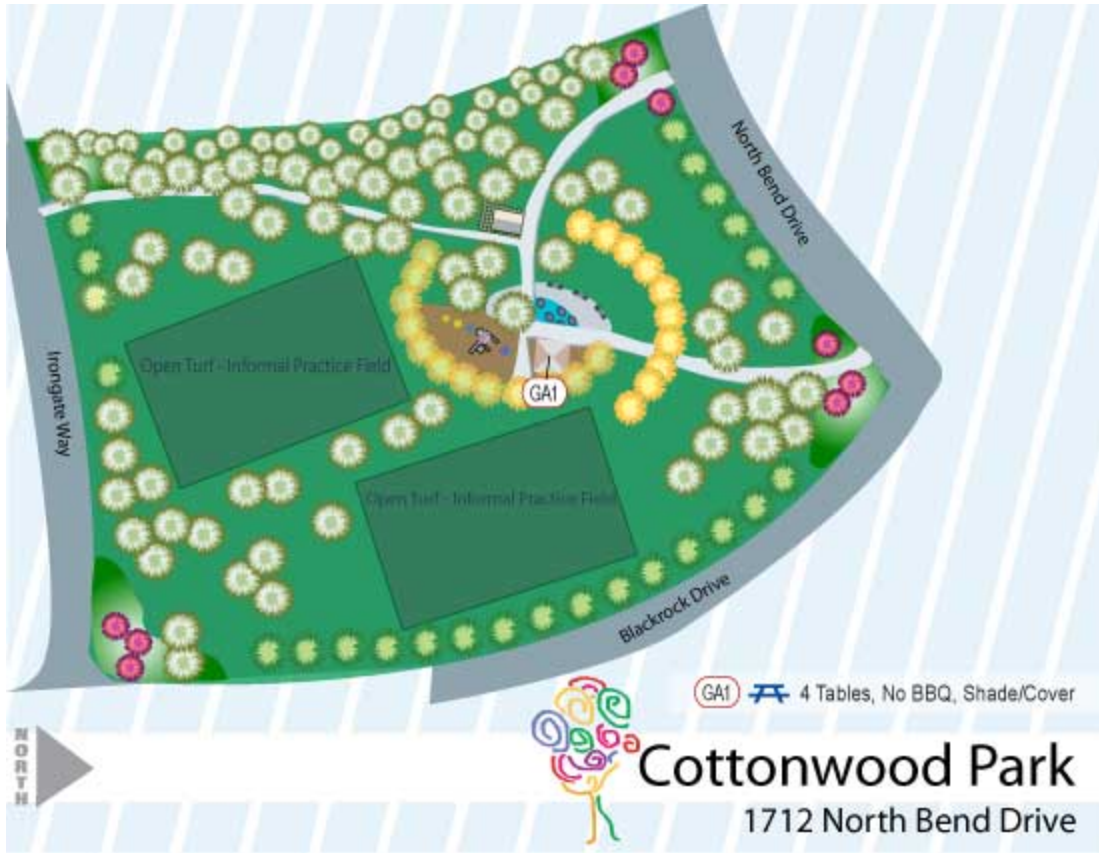 North Bend Drive
Irongate Way
Open Turf - Informal Practice Field
GA1
Open Turf - Informal Practice Field
Blackrock Drive
GA1 4 Tables, No BBQ, Shade/Cover
NORTH
Cottonwood Park
1712 North Bend Drive